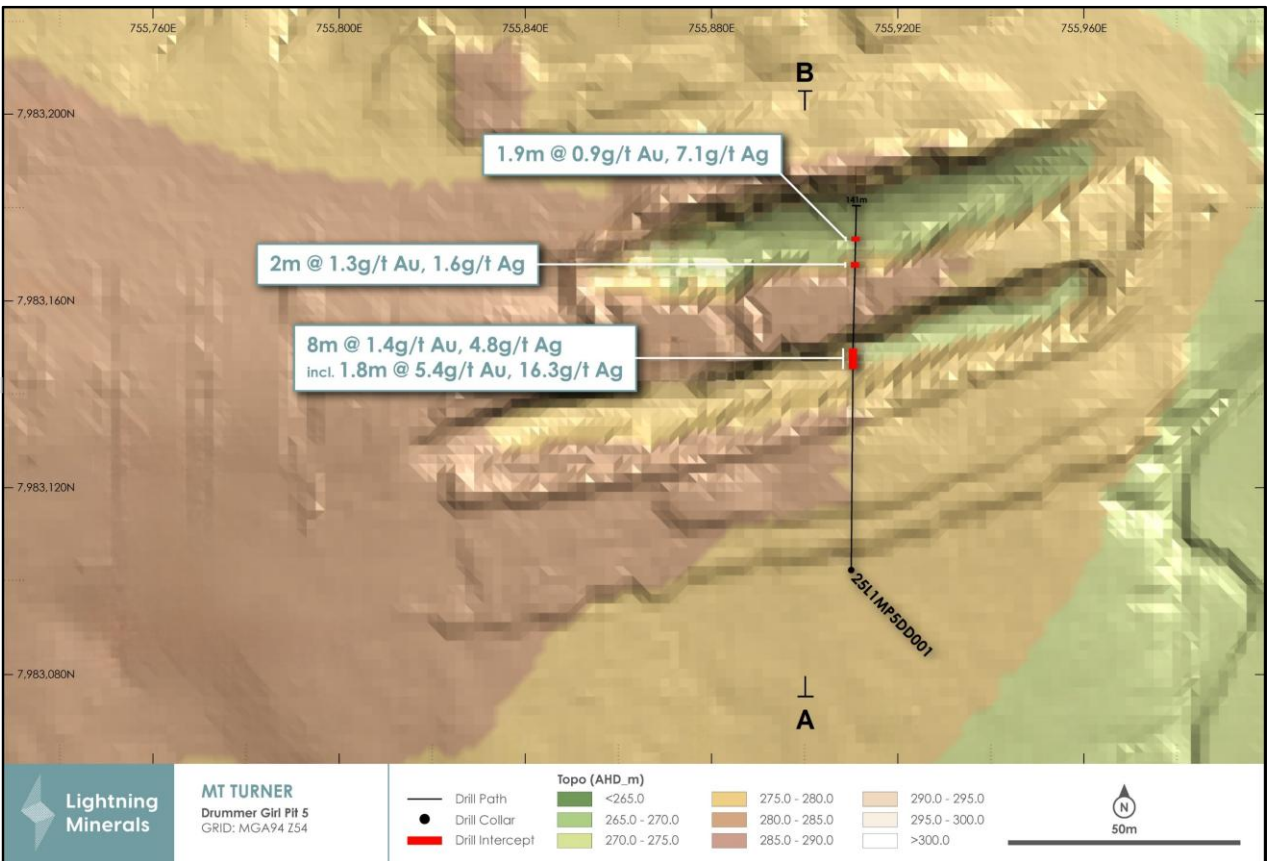 755,760E
755,800E
755,840E
755,880E
755,920E
755,960E
B
7,983,200N
1.9m @ 0.9g/t Au, 7.1g/t Ag
141m
2m @ 1.3g/t Au, 1.6g/t Ag
7,983,160N
8m @ 1.4g/t Au, 4.8g/t Ag
incl. 1.8m @ 5.4g/t Au, 16.3g/t Ag
7,983,120N
25L1MP5DD001
7,983,080N
A
Lightning
Minerals
MT TURNER
Drummer Girl Pit 5
GRID: MGA94 Z54
Drill Path
Drill Collar
Drill Intercept
Topo (AHD_m)
<265.0
265.0 - 270.0
270.0 - 275.0
275.0 - 280.0
280.0 - 285.0
285.0 - 290.0
290.0 - 295.0
295.0 - 300.0
>300.0
N
50m